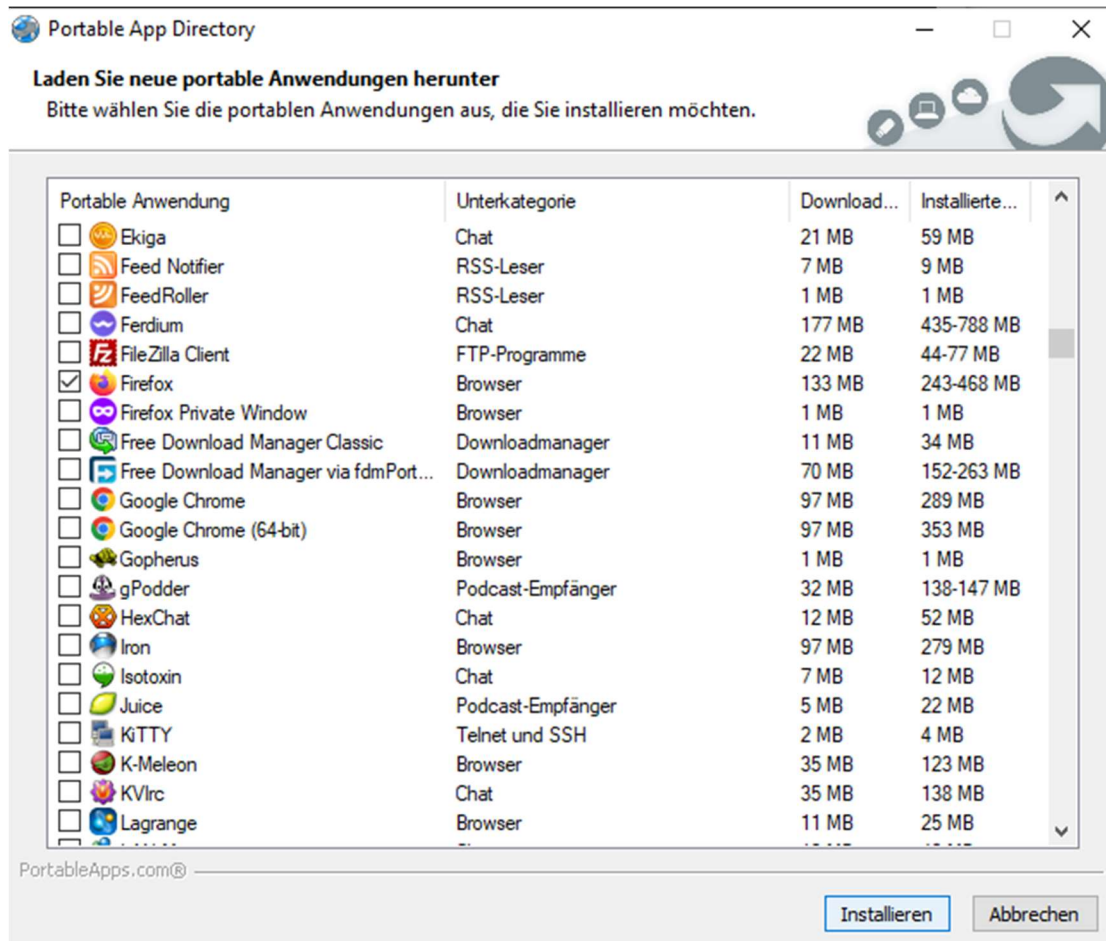 Portable App Directory
Laden Sie neue portable Anwendungen herunter
Bitte wählen Sie die portablen Anwendungen aus, die Sie installieren möchten.
Portable Anwendung Unterkategorie Download... Installierte...
Ekiga Chat 21 MB 59 MB
Feed Notifier RSS-Leser 7 MB 9 MB
FeedRoller RSS-Leser 1 MB 1 MB
Ferdium Chat 177 MB 435-788 MB
FileZilla Client FTP-Programme 22 MB 44-77 MB
Firefox Browser 133 MB 243-468 MB
Firefox Private Window Browser 1 MB 1 MB
Free Download Manager Classic Downloadmanager 11 MB 34 MB
Free Download Manager via fdmPort... Downloadmanager 70 MB 152-263 MB
Google Chrome Browser 97 MB 289 MB
Google Chrome (64-bit) Browser 97 MB 353 MB
Gopherus Browser 1 MB 1 MB
gPodder Podcast-Empfänger 32 MB 138-147 MB
HexChat Chat 12 MB 52 MB
Iron Browser 97 MB 279 MB
Isotoxin Chat 7 MB 12 MB
Juice Podcast-Empfänger 5 MB 22 MB
KiTTY Telnet und SSH 2 MB 4 MB
K-Meleon Browser 35 MB 123 MB
KVIrc Chat 35 MB 138 MB
Lagrange Browser 11 MB 25 MB
PortableApps.com®
Installieren Abbrechen